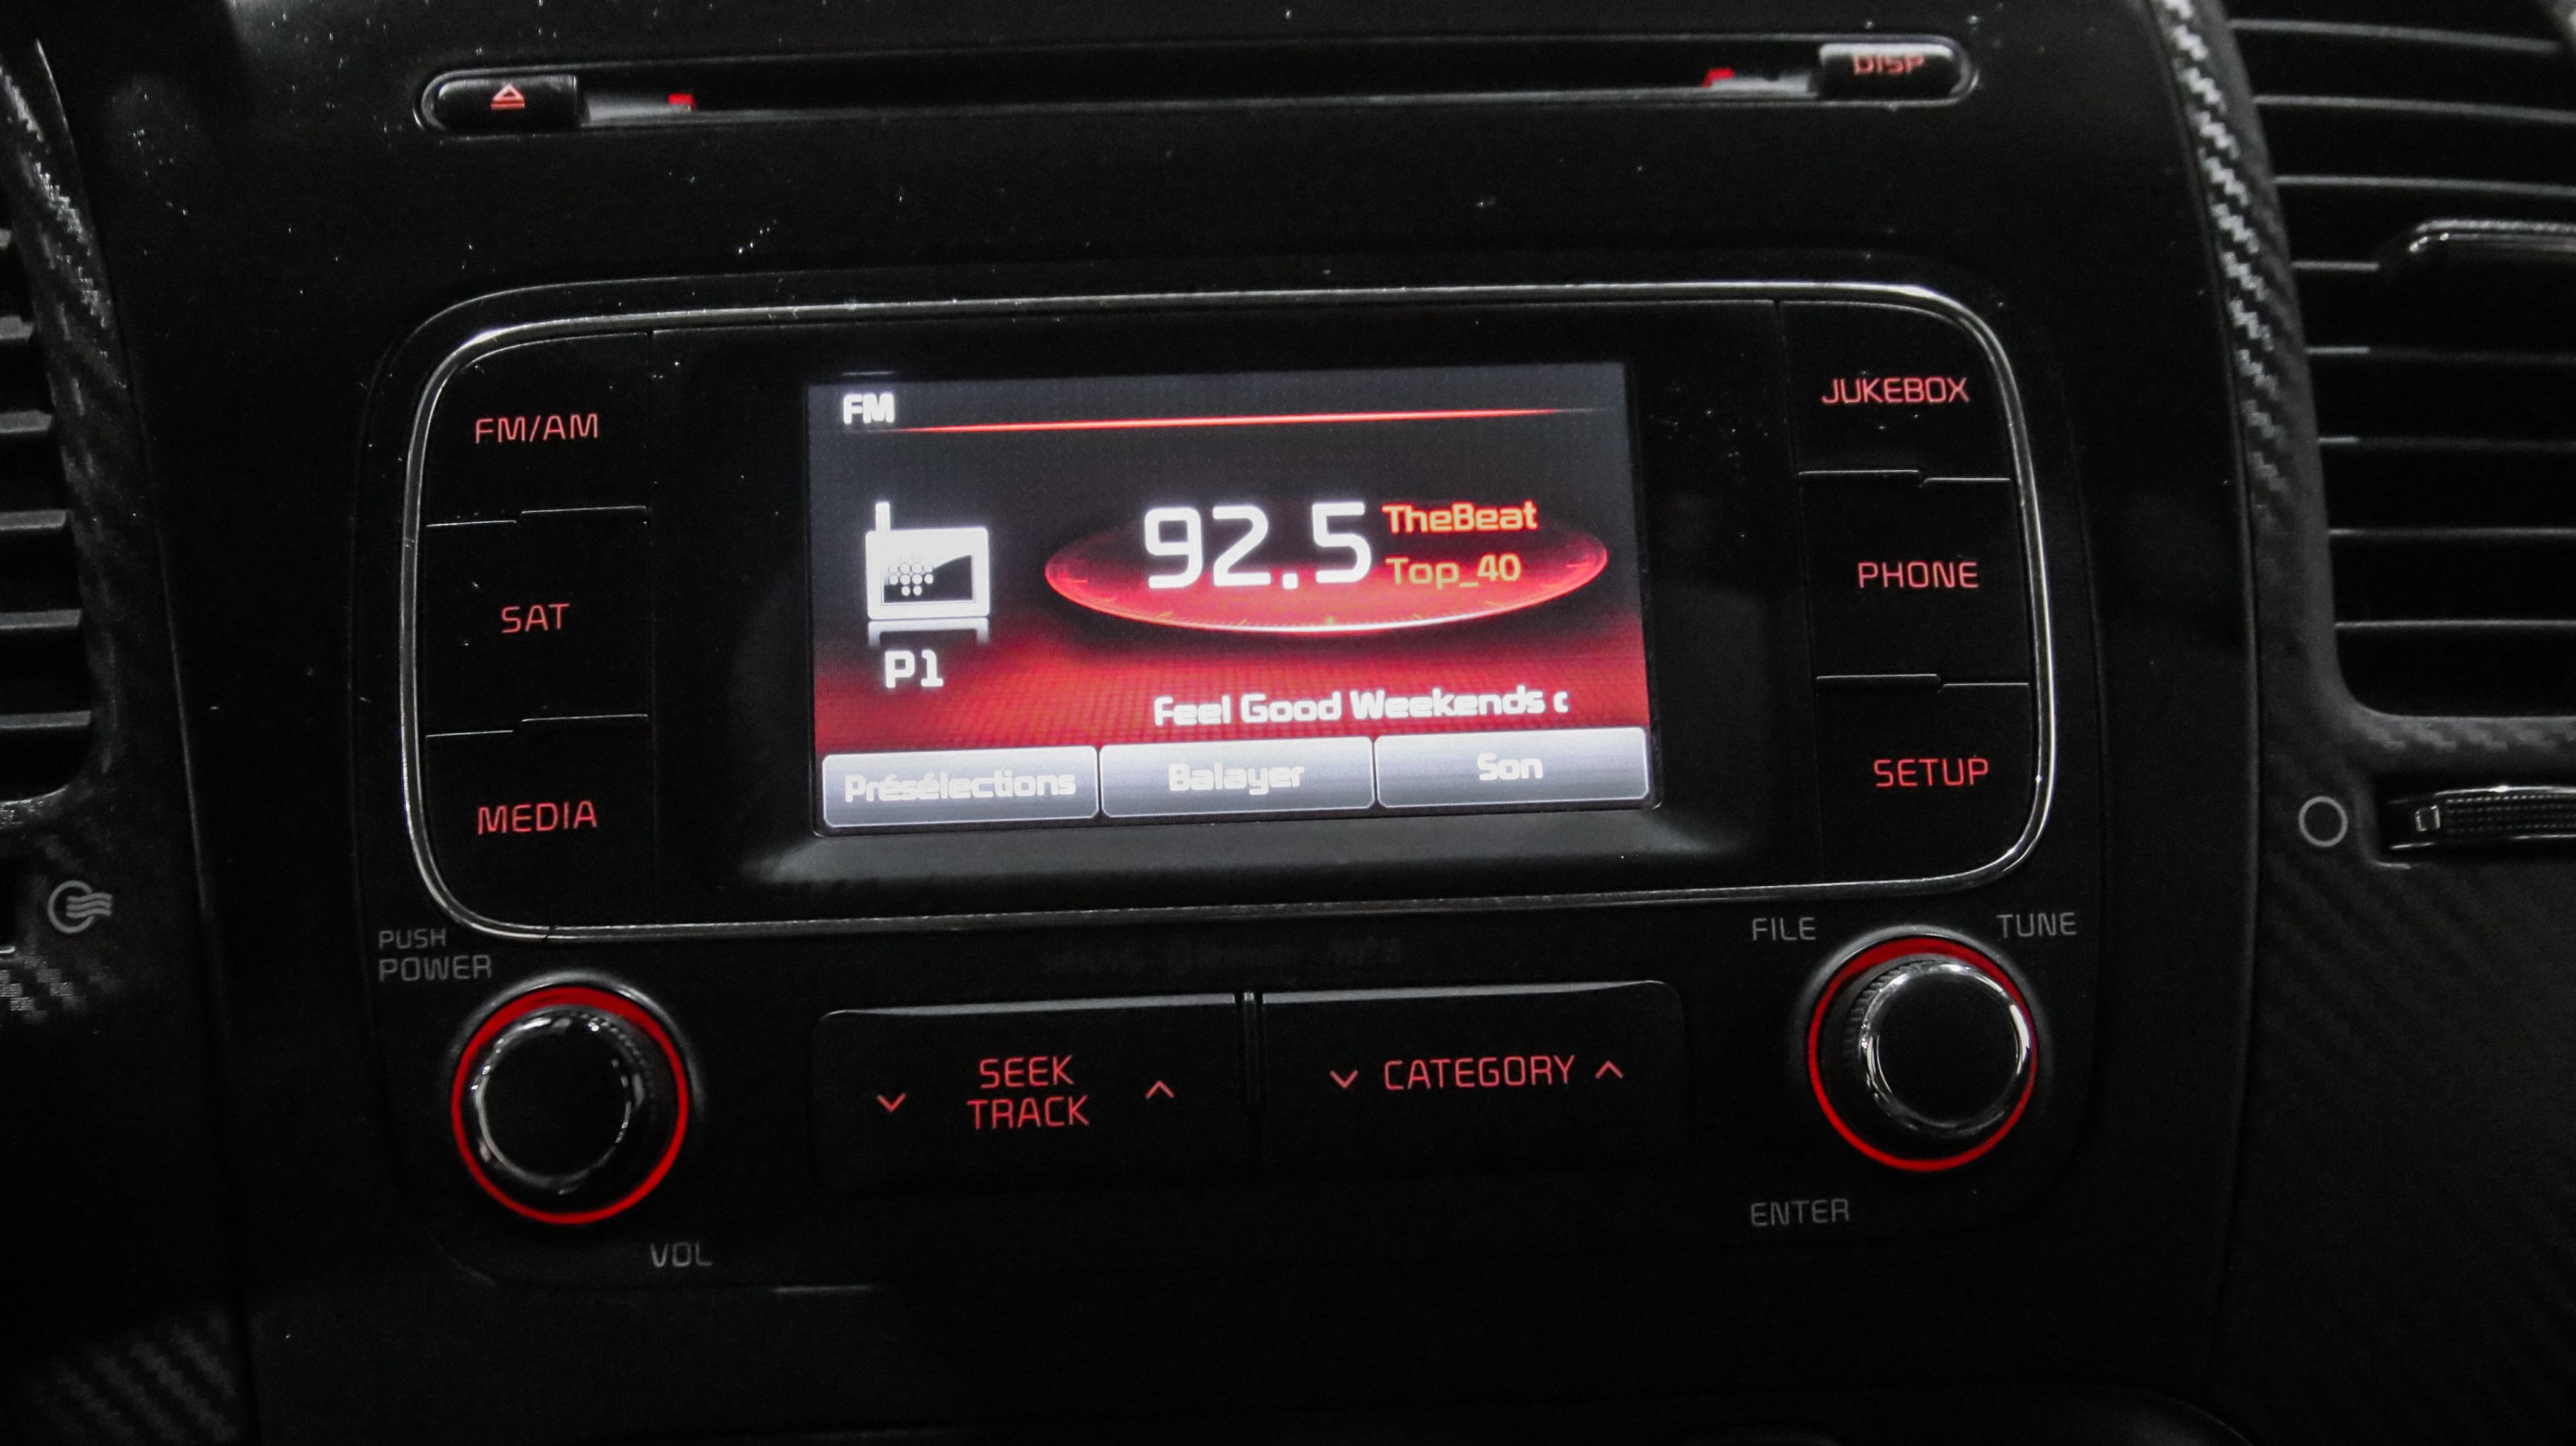 DISP
FM/AM
SAT
MEDIA
FM
92.5
TheBeat
Top_40
P1
Feel Good Weekends c
Présélections
Balayer
Son
JUKEBOX
PHONE
SETUP
PUSH
POWER
VOL
SEEK
TRACK
CATEGORY
FILE
TUNE
ENTER